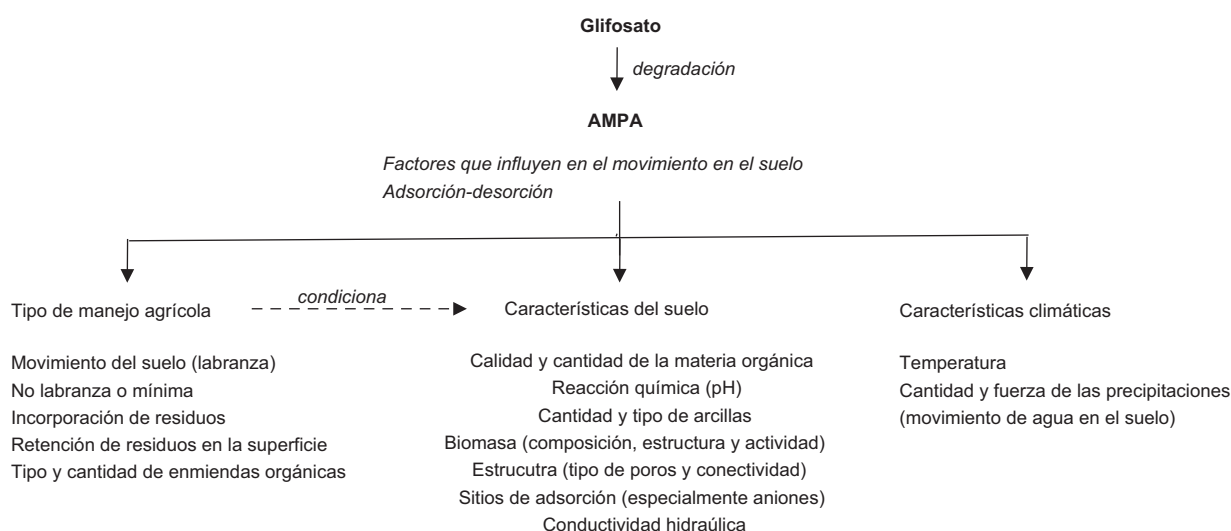 Glifosato
degradación
AMPA
Factores que influyen en el movimiento en el suelo
Adsorción-desorción
Tipo de manejo agrícola
condiciona
Características del suelo
Características climáticas
Movimiento del suelo (labranza)
No labranza o mínima
Incorporación de residuos
Retención de residuos en la superficie
Tipo y cantidad de enmiendas orgánicas
Calidad y cantidad de la materia orgánica
Reacción química (pH)
Cantidad y tipo de arcillas
Biomasa (composición, estructura y actividad)
Estrucutra (tipo de poros y conectividad)
Sitios de adsorción (especialmente aniones)
Conductividad hidraúlica
Temperatura
Cantidad y fuerza de las precipitaciones
(movimiento de agua en el suelo)